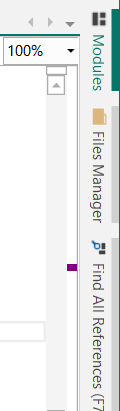 100%
Modules
Files Manager
Find All References (F7